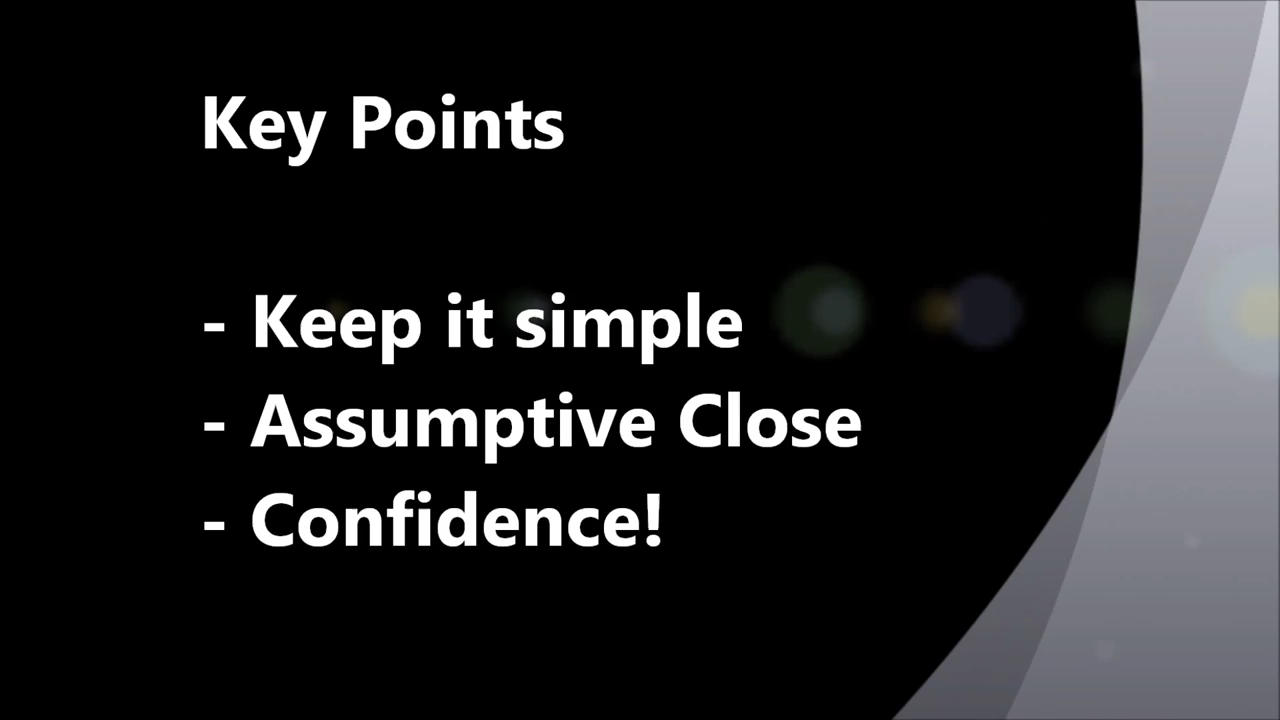 Key Points
- Keep it simple
- Assumptive Close
- Confidence!